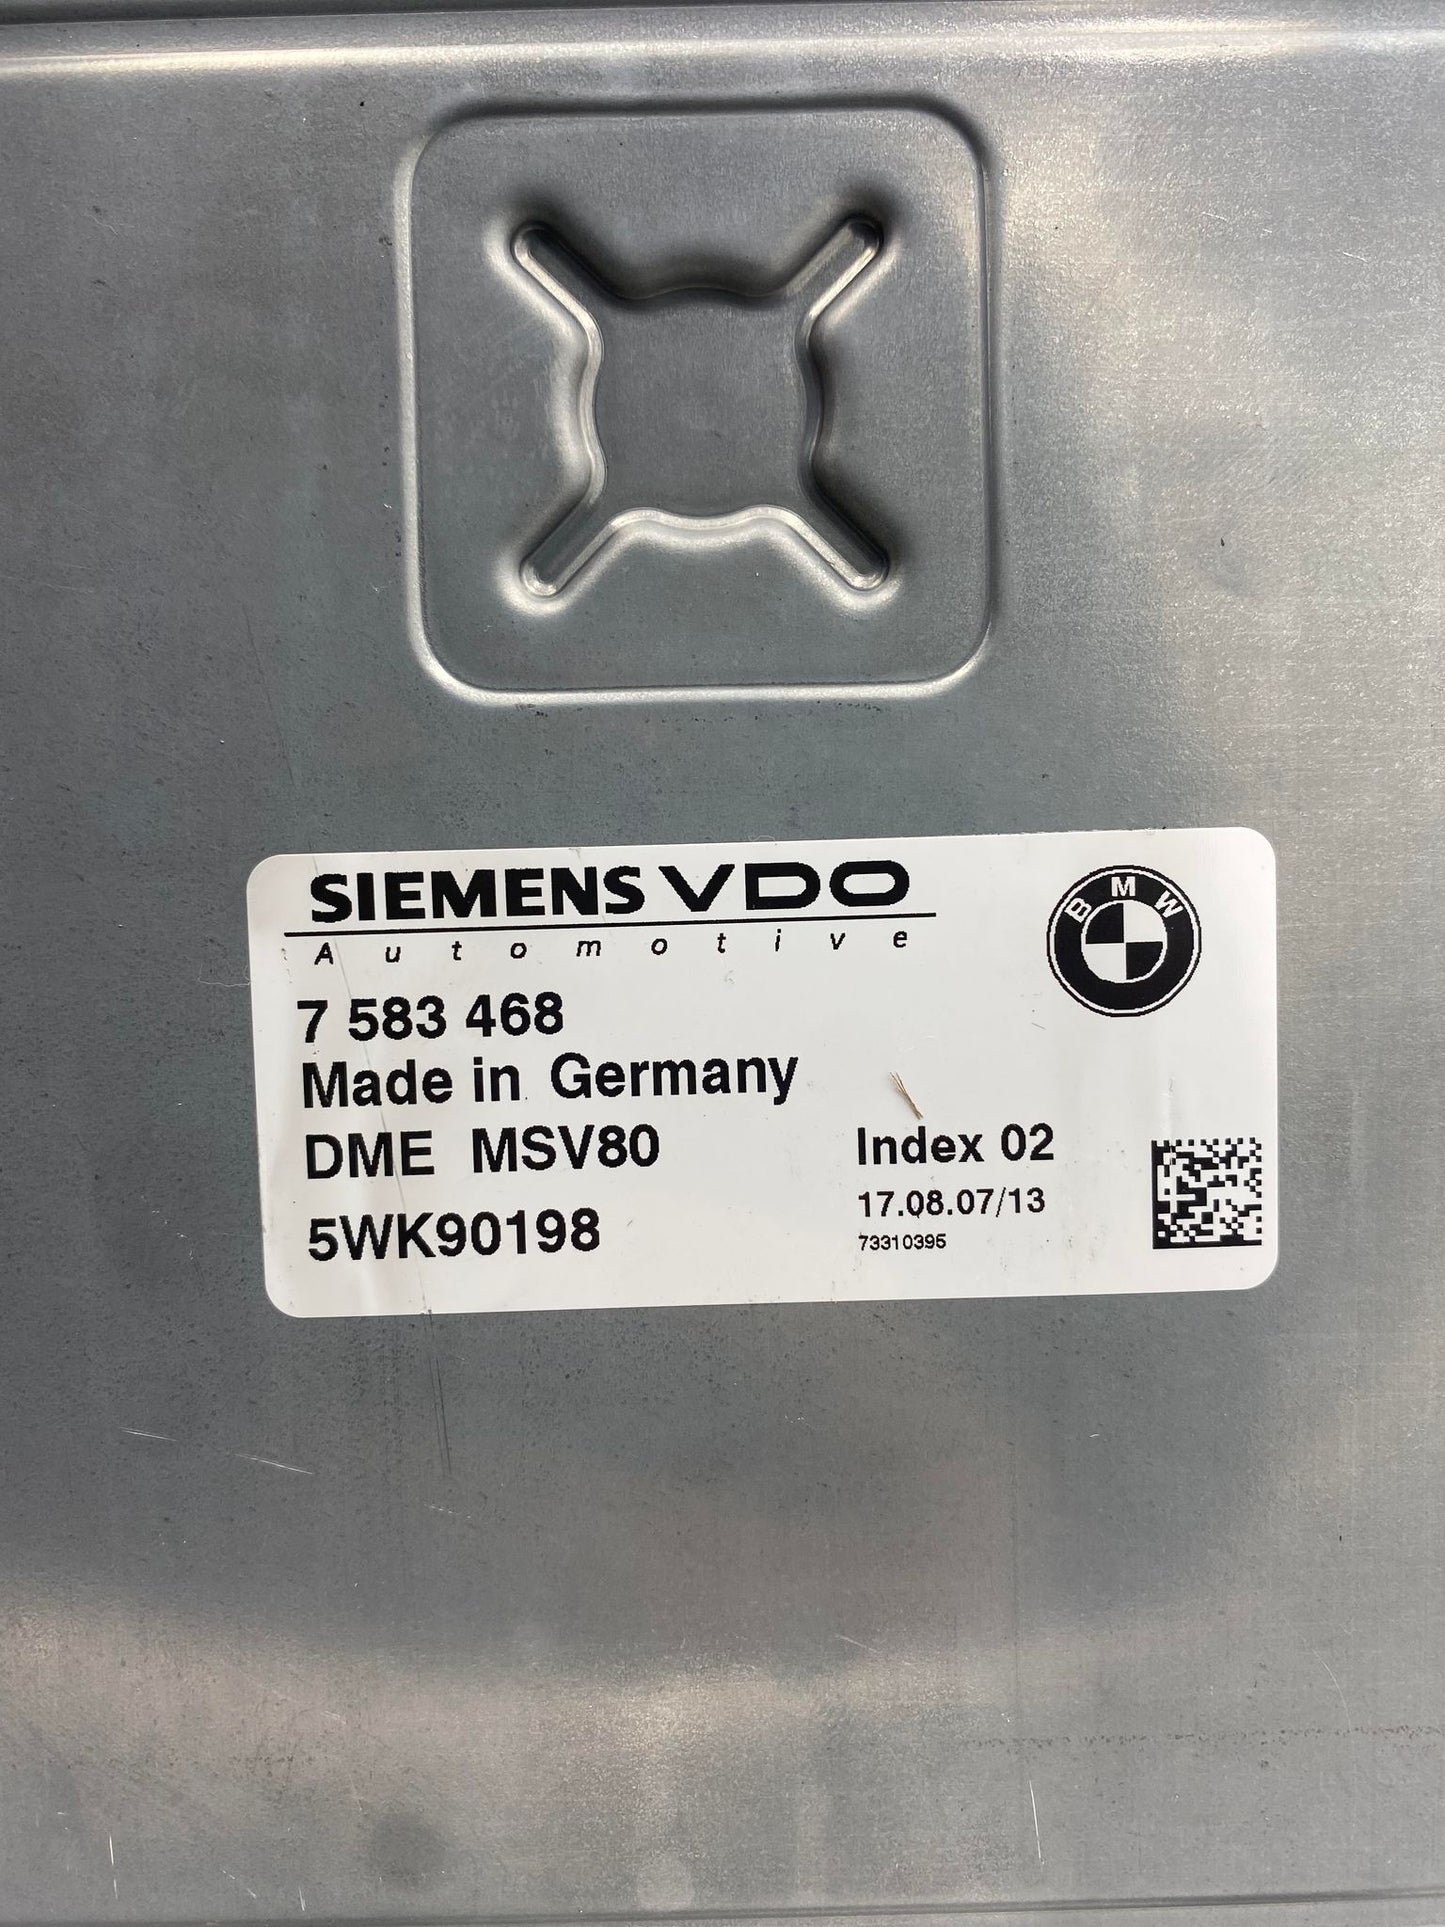 SIEMENS VDO
Automotive
BMW
7 583 468
Made in Germany
DME MSV80
Index 02
17.08.07/13
5WK90198
73310395